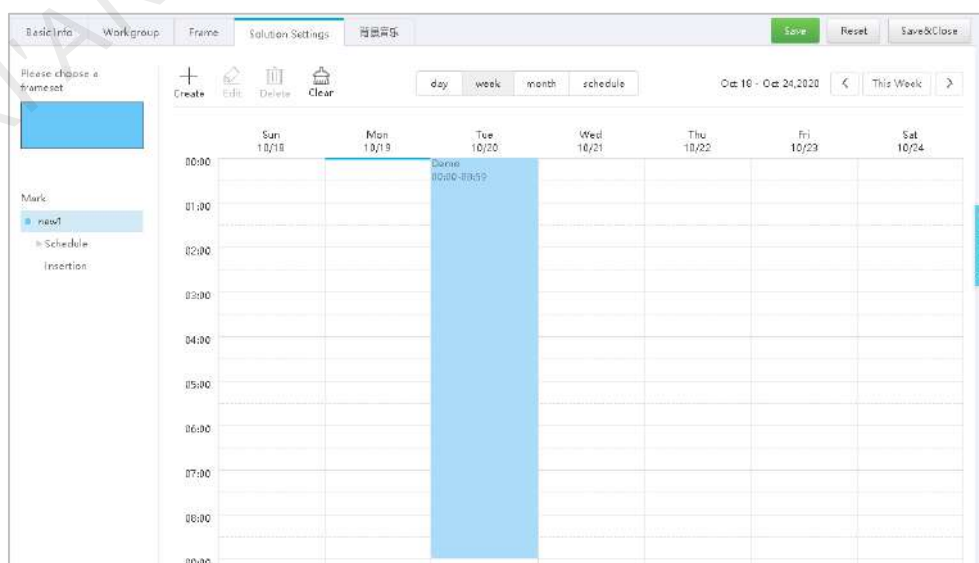 Basic Info Workgroup Frame Solution Settings 背景音乐 Save Reset Save&Close
Please choose a
frameset
Create Edit Delete Clear day week month schedule Oct 18 - Oct 24,2020 This Week
Sun Mon Tue Wed Thu Fri Sat
10/18 10/19 10/20 10/21 10/22 10/23 10/24
00:00 Demo
00:00-08:59
Mark
01:00
new1
Schedule
02:00
Insertion
03:00
04:00
05:00
06:00
07:00
08:00
09:00